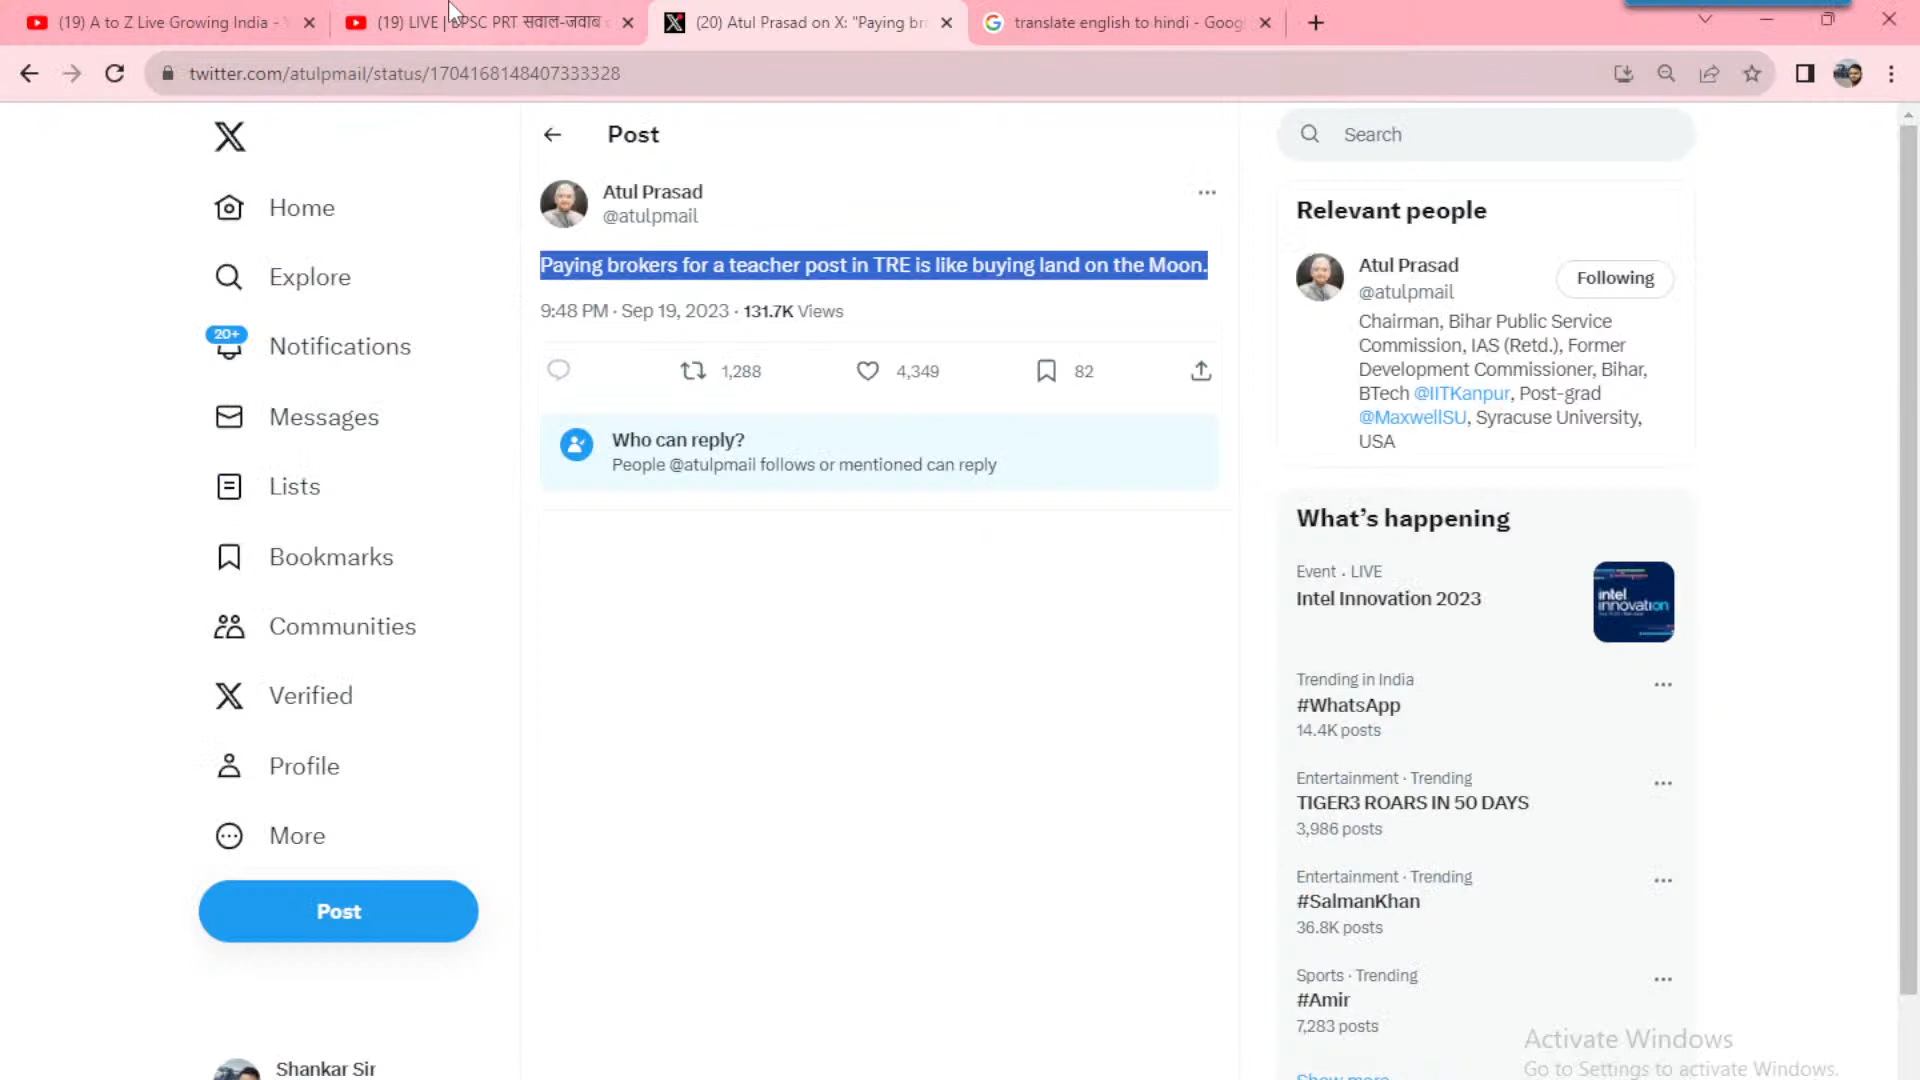 (19) A to Z Live Growing India -
(19) LIVE | BPSC PRT सवाल-जवाब
(20) Atul Prasad on X: "Paying br
translate english to hindi - Goog
twitter.com/atulpmail/status/1704168148407333328
Home
Explore
20+
Notifications
Messages
Lists
Bookmarks
Communities
Verified
Profile
More
Post
Shankar Sir
Post
Atul Prasad
@atulpmail
Paying brokers for a teacher post in TRE is like buying land on the Moon.
9:48 PM · Sep 19, 2023 · 131.7K Views
1,288 4,349 82
Who can reply?
People @atulpmail follows or mentioned can reply
Search
Relevant people
Atul Prasad
@atulpmail
Following
Chairman, Bihar Public Service
Commission, IAS (Retd.), Former
Development Commissioner, Bihar,
BTech @IITKanpur, Post-grad
@MaxwellSU, Syracuse University,
USA
What's happening
Event · LIVE
Intel Innovation 2023
intel
innovation
Trending in India
#WhatsApp
14.4K posts
Entertainment · Trending
TIGER3 ROARS IN 50 DAYS
3,986 posts
Entertainment · Trending
#SalmanKhan
36.8K posts
Sports · Trending
#Amir
7,283 posts
Show more
Activate Windows
Go to Settings to activate Windows.